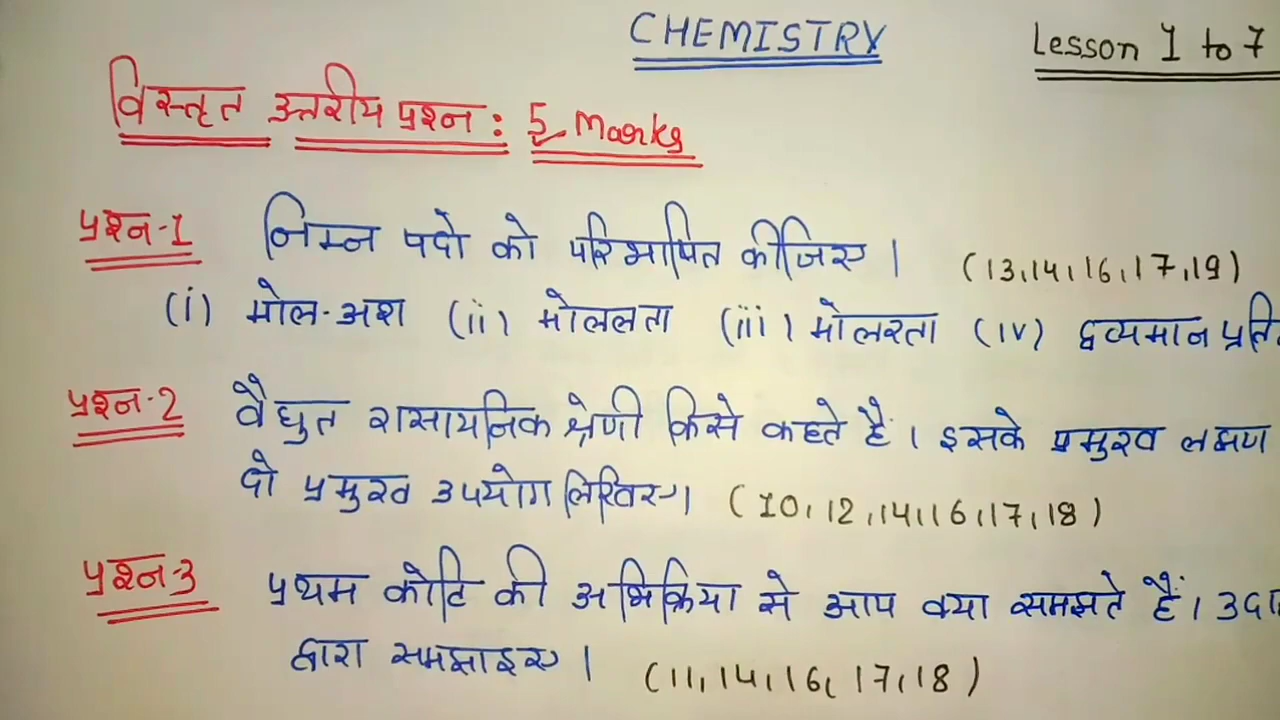 CHEMISTRY
Lesson 1 to 7
विस्तृत उत्तरीय प्रश्न : 5 Marks
प्रश्न-1 निम्न पदो को परिभाषित कीजिए । (13,14,16,17,19)
(i) मोल-अश (ii) मोललता (iii) मोलरता (iv) द्रव्यमान प्रति
प्रश्न-2 वैद्युत रासायनिक श्रेणी किसे कहते है । इसके प्रमुख लक्षण
दो प्रमुख उपयोग लिखिए। (10,12,14,16,17,18)
प्रश्न-3 प्रथम कोटि की अभिक्रिया से आप क्या समझते हैं ।
द्वारा समझाइए । (11,14,16,17,18)